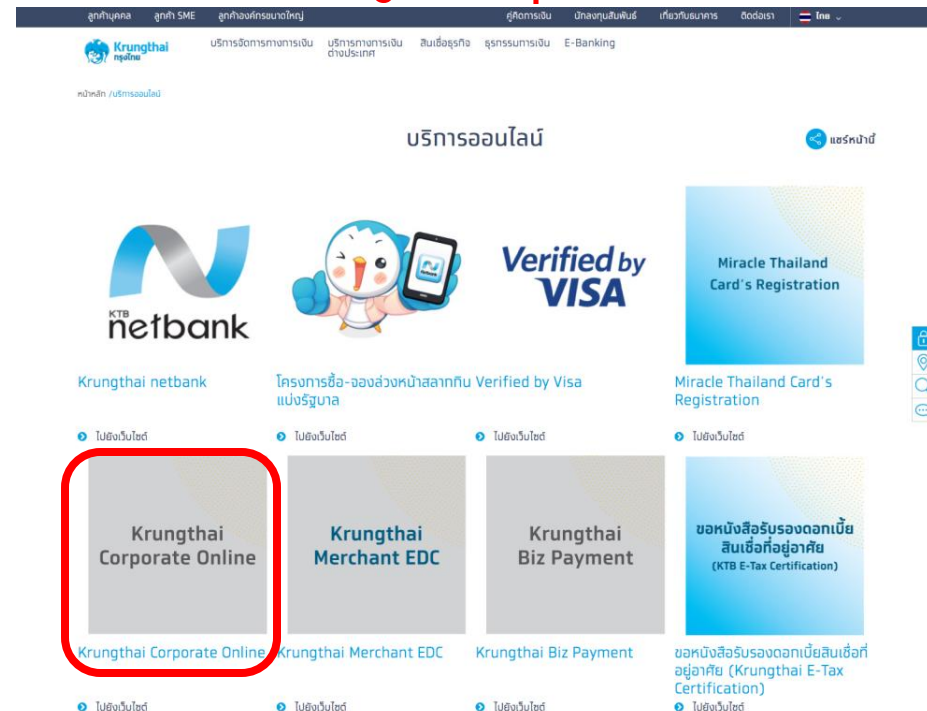 ลูกค้าบุคคล ลูกค้า SME ลูกค้าองค์กรขนาดใหญ่ คู่คิดการเงิน นักลงทุนสัมพันธ์ เกี่ยวกับธนาคาร ติดต่อเรา ไทย
Krungthai
กรุงไทย
บริการจัดการทางการเงิน บริการทางการเงิน
ต่างประเทศ สินเชื่อธุรกิจ ธุรกรรมการเงิน E-Banking
หน้าหลัก /บริการออนไลน์
บริการออนไลน์
แชร์หน้านี้
KTB
netbank
netbank
Verified by
VISA
Miracle Thailand
Card's Registration
Krungthai netbank
โครงการซื้อ-จองล่วงหน้าสลากกินแบ่งรัฐบาล
Verified by Visa
Miracle Thailand Card's
Registration
ไปยังเว็บไซต์ ไปยังเว็บไซต์ ไปยังเว็บไซต์ ไปยังเว็บไซต์
Krungthai
Corporate Online
Krungthai
Merchant EDC
Krungthai
Biz Payment
ขอหนังสือรับรองดอกเบี้ย
สินเชื่อที่อยู่อาศัย
(KTB E-Tax Certification)
Krungthai Corporate Online
Krungthai Merchant EDC
Krungthai Biz Payment
ขอหนังสือรับรองดอกเบี้ยสินเชื่อที่
อยู่อาศัย (Krungthai E-Tax
Certification)
ไปยังเว็บไซต์ ไปยังเว็บไซต์ ไปยังเว็บไซต์ ไปยังเว็บไซต์